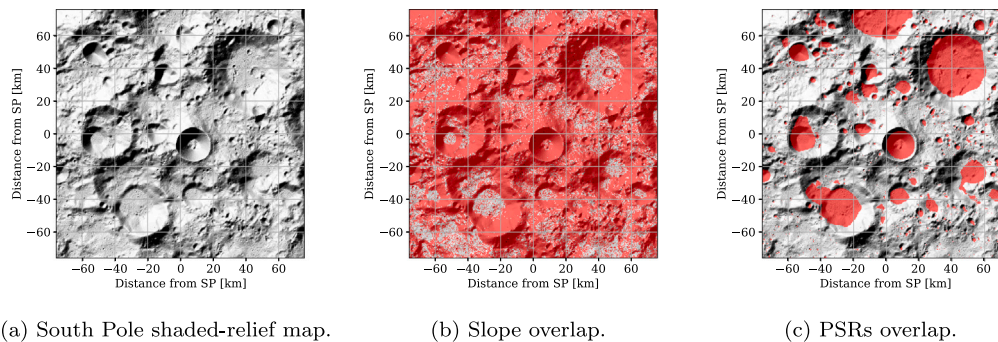 Distance from SP [km]
60
40
20
0
−20
−40
−60
−60 −40 −20 0 20 40 60
Distance from SP [km]
(a) South Pole shaded-relief map.
Distance from SP [km]
60
40
20
0
−20
−40
−60
−60 −40 −20 0 20 40 60
Distance from SP [km]
(b) Slope overlap.
Distance from SP [km]
60
40
20
0
−20
−40
−60
−60 −40 −20 0 20 40 60
Distance from SP [km]
(c) PSRs overlap.